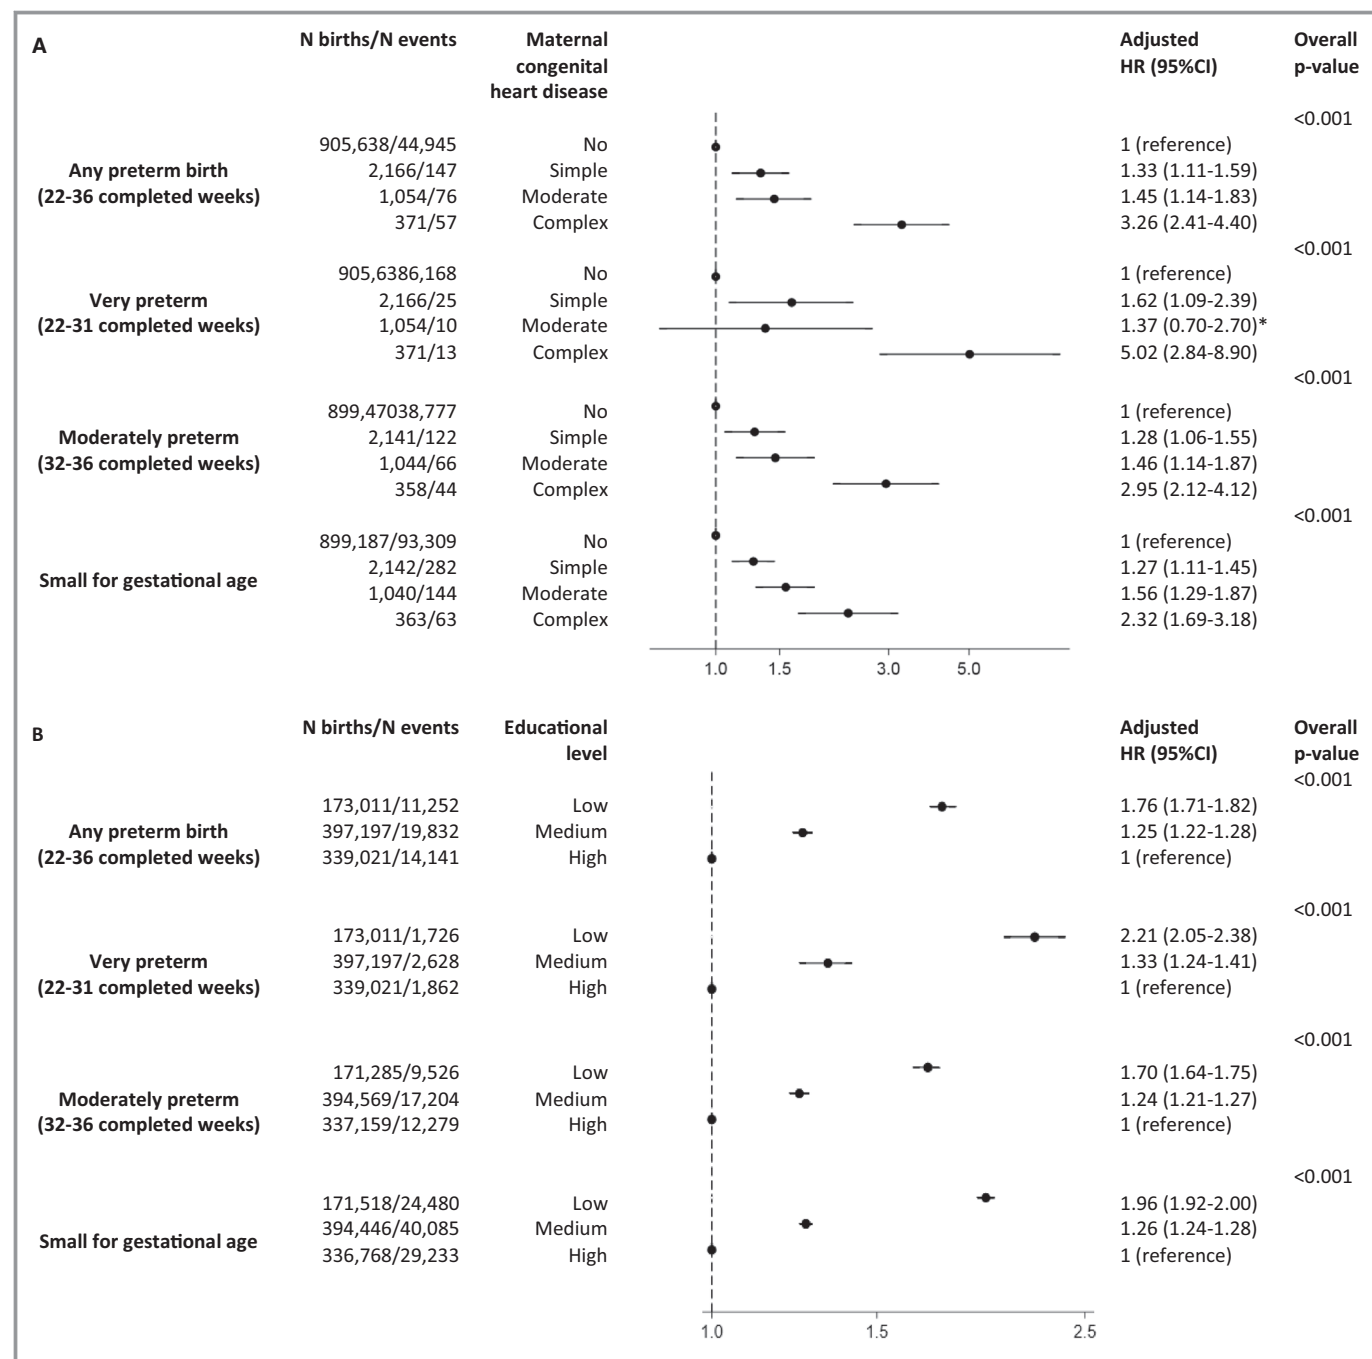 A
N births/N events Maternal congenital heart disease Adjusted HR (95%CI) Overall p-value
<0.001
905,638/44,945 No 1 (reference)
Any preterm birth 2,166/147 Simple 1.33 (1.11-1.59)
(22-36 completed weeks) 1,054/76 Moderate 1.45 (1.14-1.83)
371/57 Complex 3.26 (2.41-4.40)
<0.001
905,6386,168 No 1 (reference)
Very preterm 2,166/25 Simple 1.62 (1.09-2.39)
(22-31 completed weeks) 1,054/10 Moderate 1.37 (0.70-2.70)*
371/13 Complex 5.02 (2.84-8.90)
<0.001
899,47038,777 No 1 (reference)
Moderately preterm 2,141/122 Simple 1.28 (1.06-1.55)
(32-36 completed weeks) 1,044/66 Moderate 1.46 (1.14-1.87)
358/44 Complex 2.95 (2.12-4.12)
<0.001
899,187/93,309 No 1 (reference)
Small for gestational age 2,142/282 Simple 1.27 (1.11-1.45)
1,040/144 Moderate 1.56 (1.29-1.87)
363/63 Complex 2.32 (1.69-3.18)
1.0 1.5 3.0 5.0
B
N births/N events Educational level Adjusted HR (95%CI) Overall p-value
<0.001
173,011/11,252 Low 1.76 (1.71-1.82)
Any preterm birth 397,197/19,832 Medium 1.25 (1.22-1.28)
(22-36 completed weeks) 339,021/14,141 High 1 (reference)
<0.001
173,011/1,726 Low 2.21 (2.05-2.38)
Very preterm 397,197/2,628 Medium 1.33 (1.24-1.41)
(22-31 completed weeks) 339,021/1,862 High 1 (reference)
<0.001
171,285/9,526 Low 1.70 (1.64-1.75)
Moderately preterm 394,569/17,204 Medium 1.24 (1.21-1.27)
(32-36 completed weeks) 337,159/12,279 High 1 (reference)
<0.001
171,518/24,480 Low 1.96 (1.92-2.00)
Small for gestational age 394,446/40,085 Medium 1.26 (1.24-1.28)
336,768/29,233 High 1 (reference)
1.0 1.5 2.5